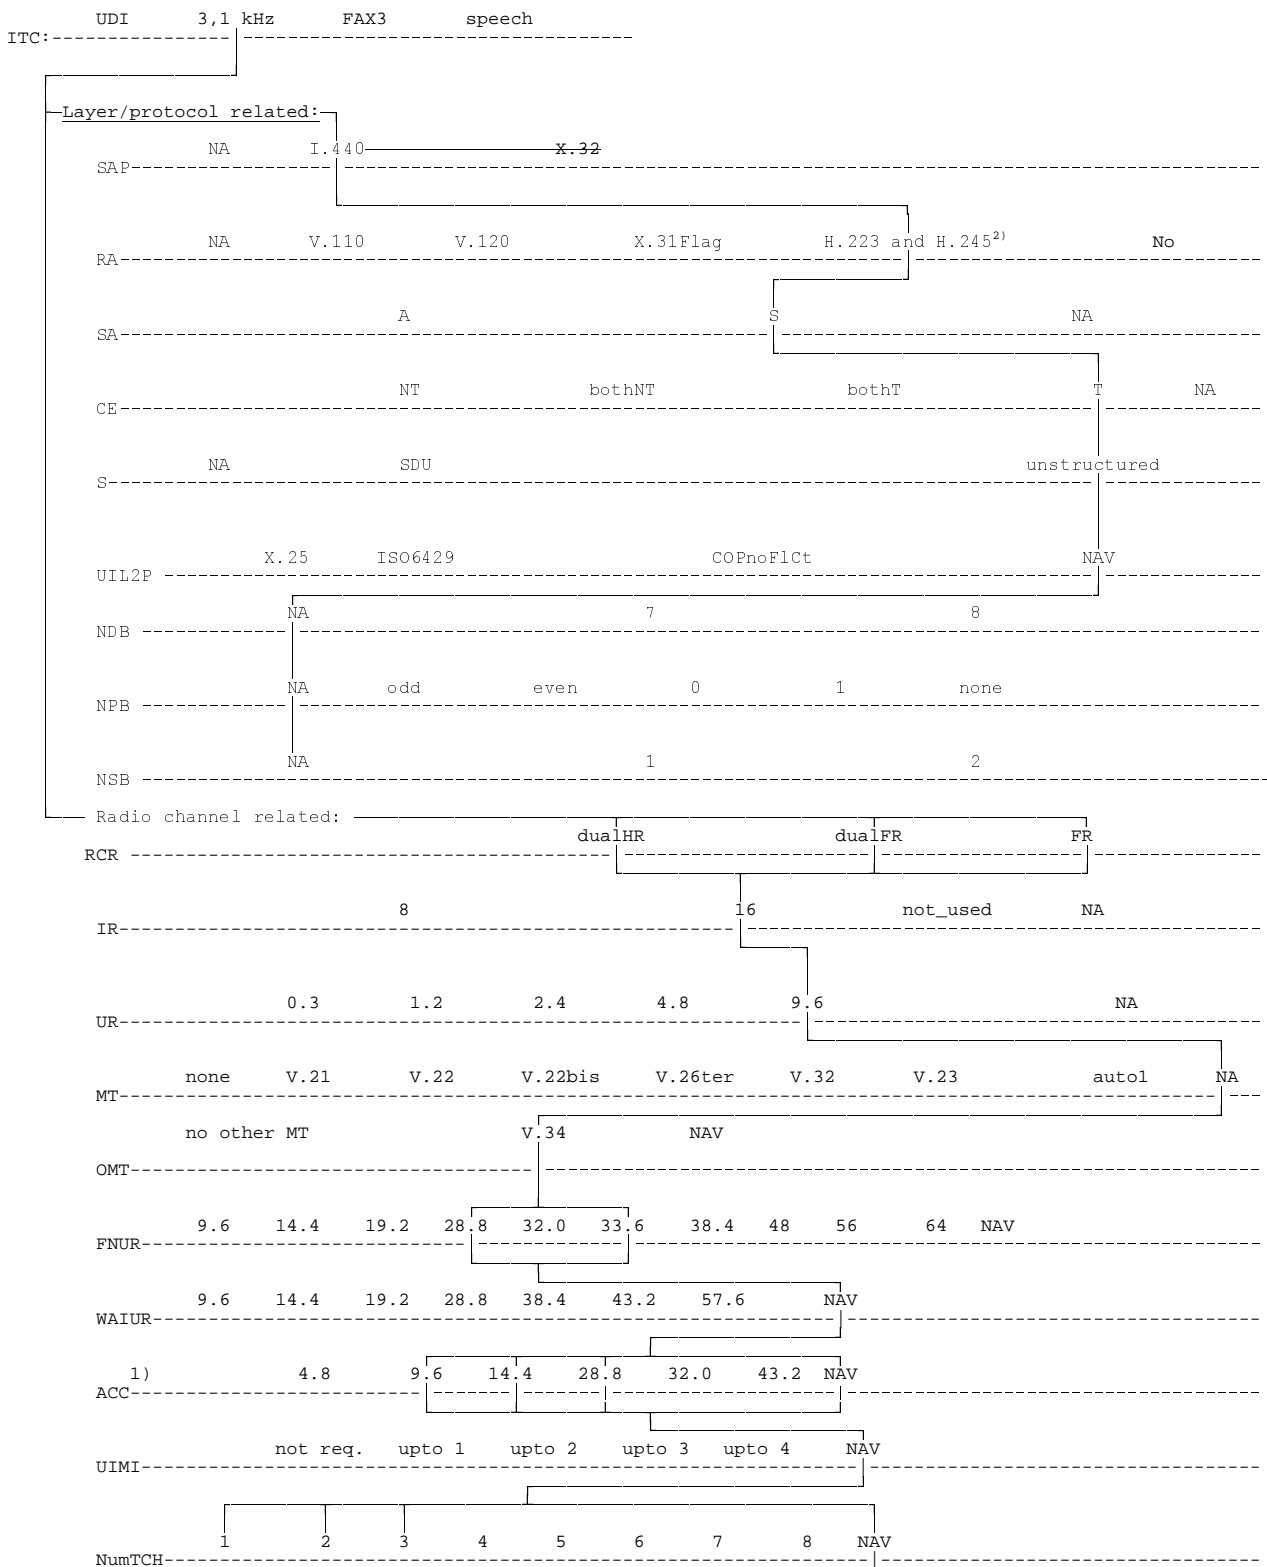 UDI 3,1 kHz FAX3 speech
ITC:
Layer/protocol related:
NA I.440 X.32
SAP
NA V.110 V.120 X.31Flag H.223 and H.245²⁾ No
RA
A S NA
SA
NT bothNT bothT T NA
CE
NA SDU unstructured
S
X.25 ISO6429 COPnoFlCt NAV
UIL2P
NA 7 8
NDB
NA odd even 0 1 none
NPB
NA 1 2
NSB
Radio channel related:
dualHR dualFR FR
RCR
8 16 not_used NA
IR
0.3 1.2 2.4 4.8 9.6 NA
UR
none V.21 V.22 V.22bis V.26ter V.32 V.23 auto1 NA
MT
no other MT V.34 NAV
OMT
9.6 14.4 19.2 28.8 32.0 33.6 38.4 48 56 64 NAV
FNUR
9.6 14.4 19.2 28.8 38.4 43.2 57.6 NAV
WAIUR
1) 4.8 9.6 14.4 28.8 32.0 43.2 NAV
ACC
not req. upto 1 upto 2 upto 3 upto 4 NAV
UIMI
1 2 3 4 5 6 7 8 NAV
NumTCH